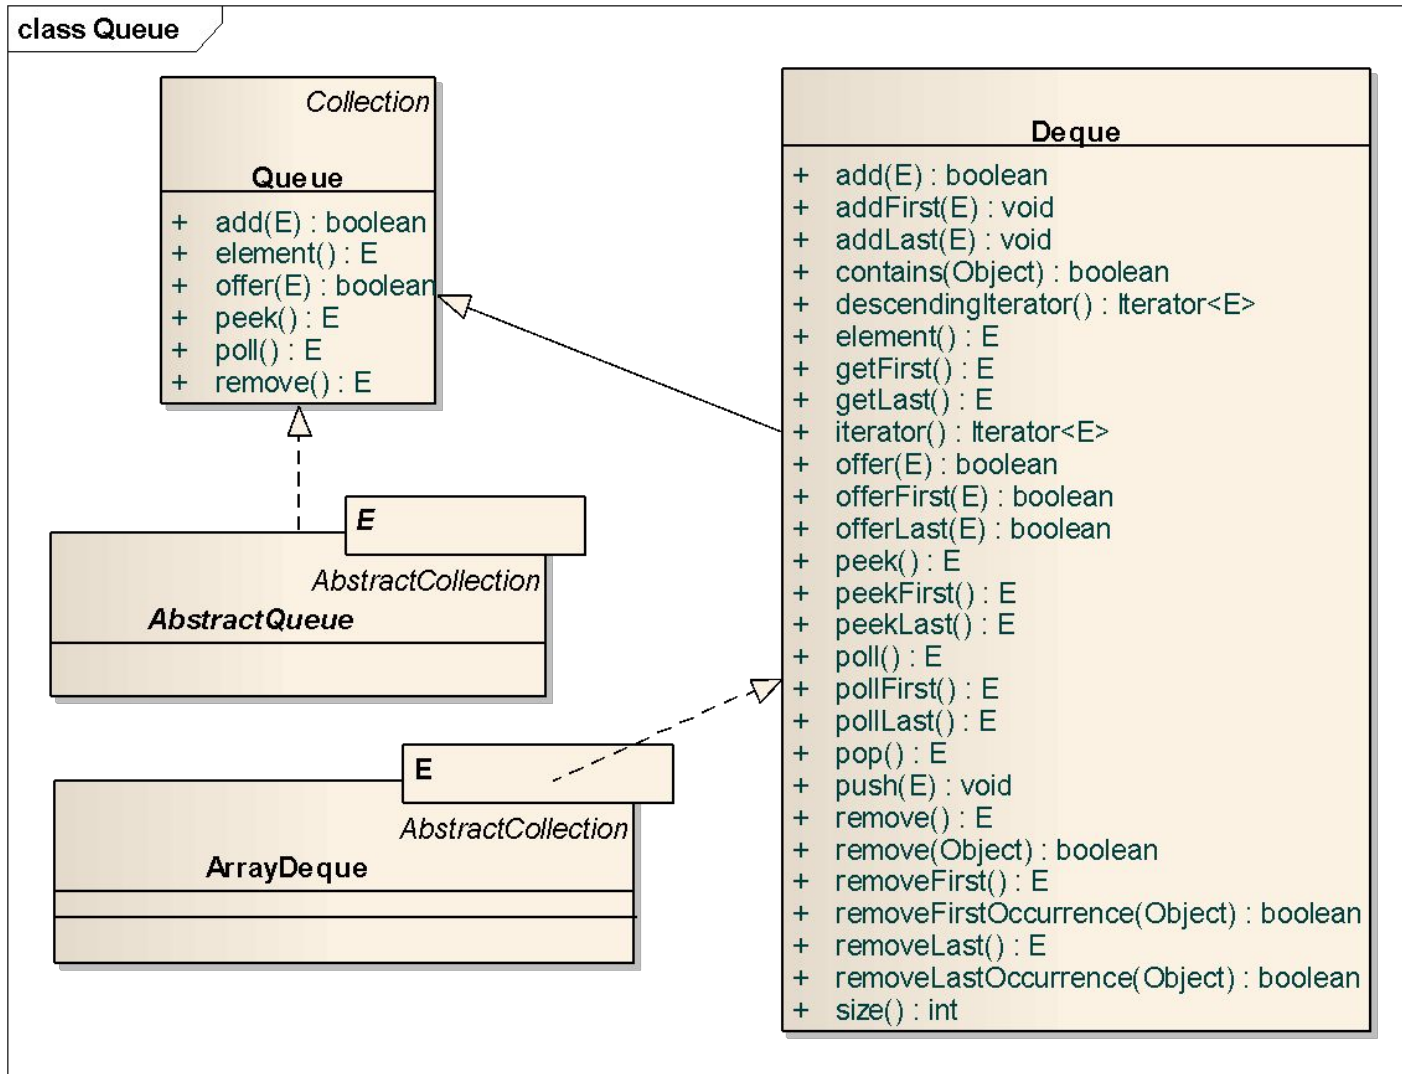 class Queue
Collection
Queue
+ add(E) : boolean
+ element() : E
+ offer(E) : boolean
+ peek() : E
+ poll() : E
+ remove() : E
E
AbstractCollection
AbstractQueue
E
AbstractCollection
ArrayDeque
Deque
+ add(E) : boolean
+ addFirst(E) : void
+ addLast(E) : void
+ contains(Object) : boolean
+ descendingIterator() : Iterator<E>
+ element() : E
+ getFirst() : E
+ getLast() : E
+ iterator() : Iterator<E>
+ offer(E) : boolean
+ offerFirst(E) : boolean
+ offerLast(E) : boolean
+ peek() : E
+ peekFirst() : E
+ peekLast() : E
+ poll() : E
+ pollFirst() : E
+ pollLast() : E
+ pop() : E
+ push(E) : void
+ remove() : E
+ remove(Object) : boolean
+ removeFirst() : E
+ removeFirstOccurrence(Object) : boolean
+ removeLast() : E
+ removeLastOccurrence(Object) : boolean
+ size() : int